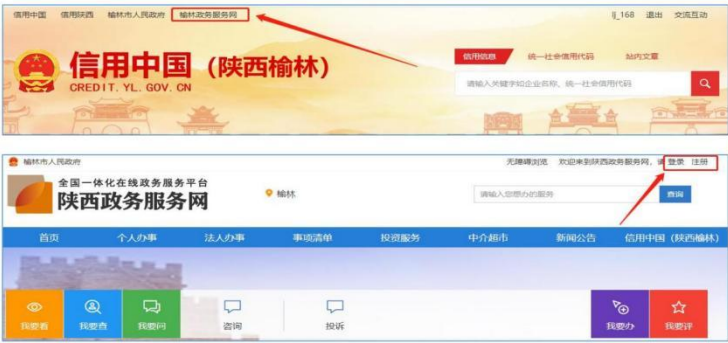 信用中国 信用陕西 榆林市人民政府 榆林政务服务网 lj_168 退出 交流互动
信用信息 统一社会信用代码 站内文章
信用中国（陕西榆林）
CREDIT. YL. GOV. CN
请输入关键字如企业名称、统一社会信用代码
榆林市人民政府 无障碍浏览 欢迎来到陕西政务服务网，请 登录 注册
全国一体化在线政务服务平台
陕西政务服务网 榆林 请输入您想办的服务 查询
首页 个人办事 法人办事 事项清单 投资服务 中介超市 新闻公告 信用中国（陕西榆林）
我要看 我要查 我要问 咨询 投诉 我要办 我要评